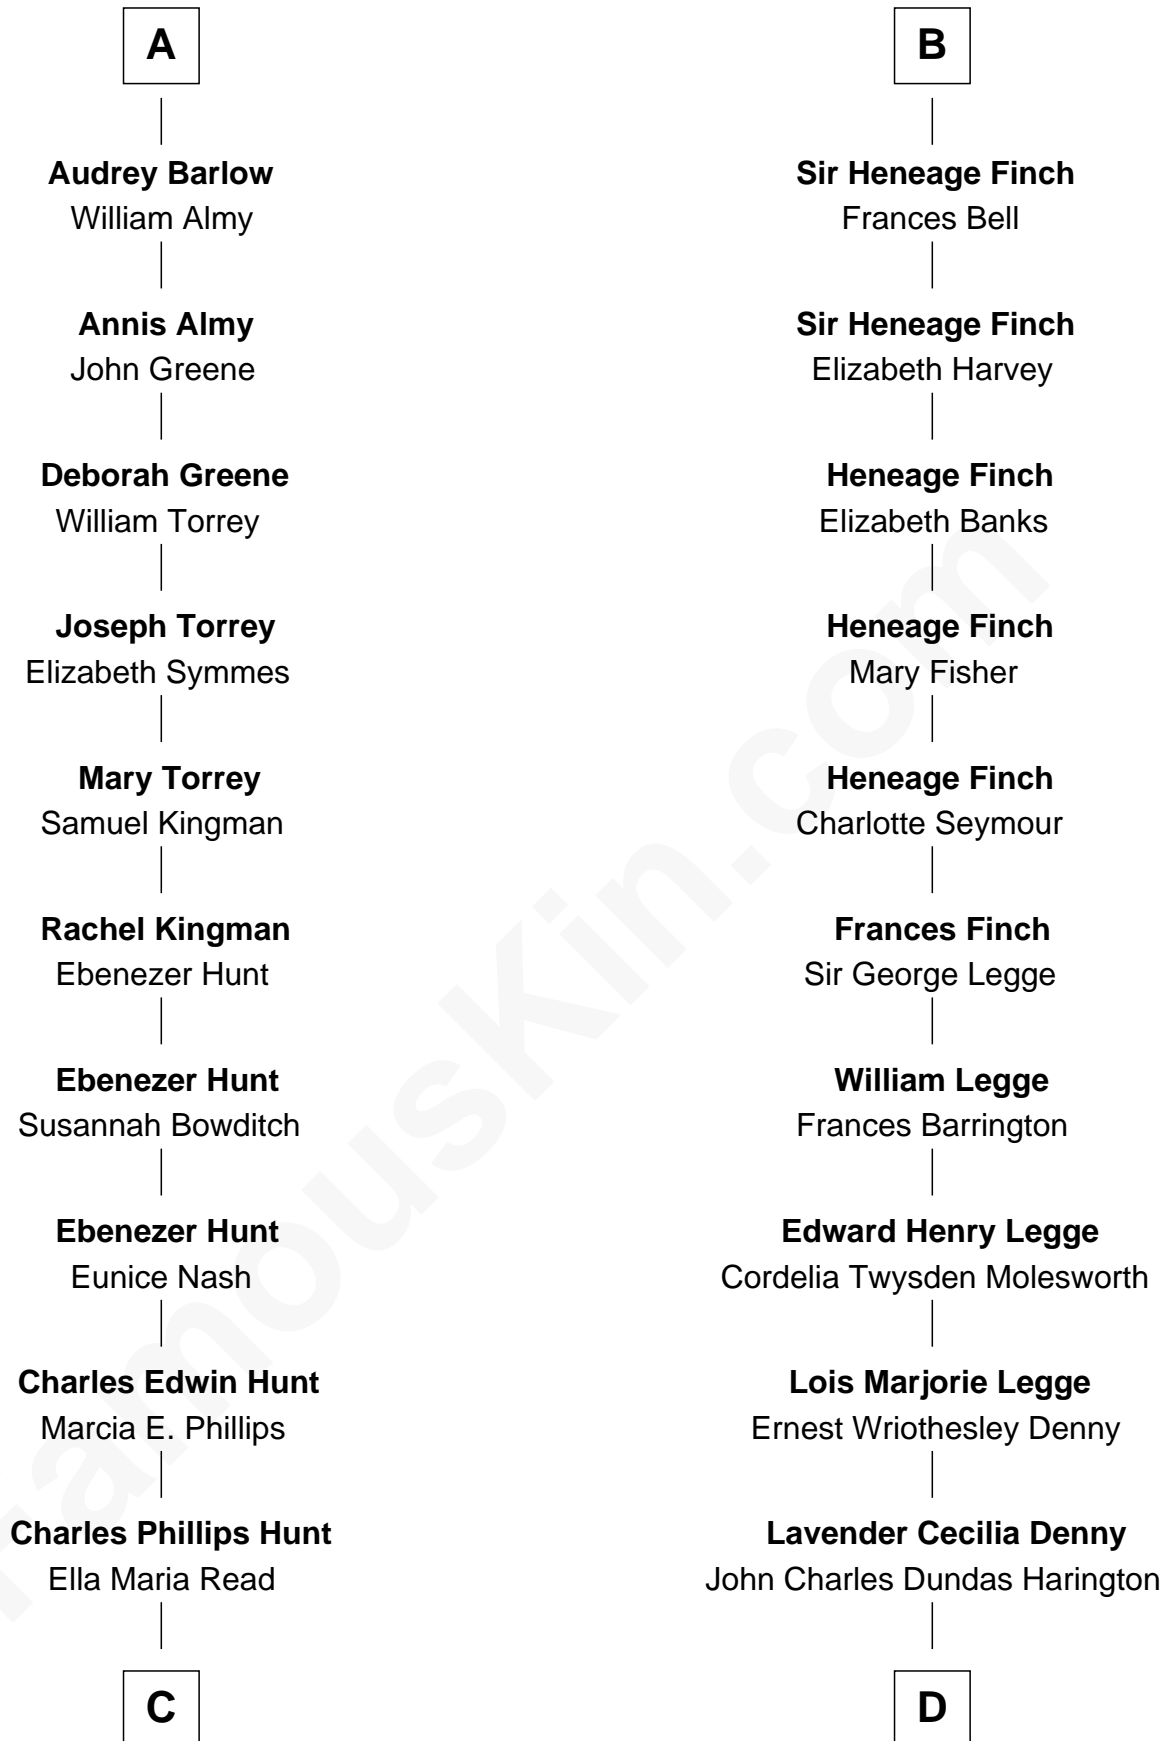 A
Audrey Barlow
William Almy
Annis Almy
John Greene
Deborah Greene
William Torrey
Joseph Torrey
Elizabeth Symmes
Mary Torrey
Samuel Kingman
Rachel Kingman
Ebenezer Hunt
Ebenezer Hunt
Susannah Bowditch
Ebenezer Hunt
Eunice Nash
Charles Edwin Hunt
Marcia E. Phillips
Charles Phillips Hunt
Ella Maria Read
C
B
Sir Heneage Finch
Frances Bell
Sir Heneage Finch
Elizabeth Harvey
Heneage Finch
Elizabeth Banks
Heneage Finch
Mary Fisher
Heneage Finch
Charlotte Seymour
Frances Finch
Sir George Legge
William Legge
Frances Barrington
Edward Henry Legge
Cordelia Twysden Molesworth
Lois Marjorie Legge
Ernest Wriothesley Denny
Lavender Cecilia Denny
John Charles Dundas Harington
D
FamousKin.com